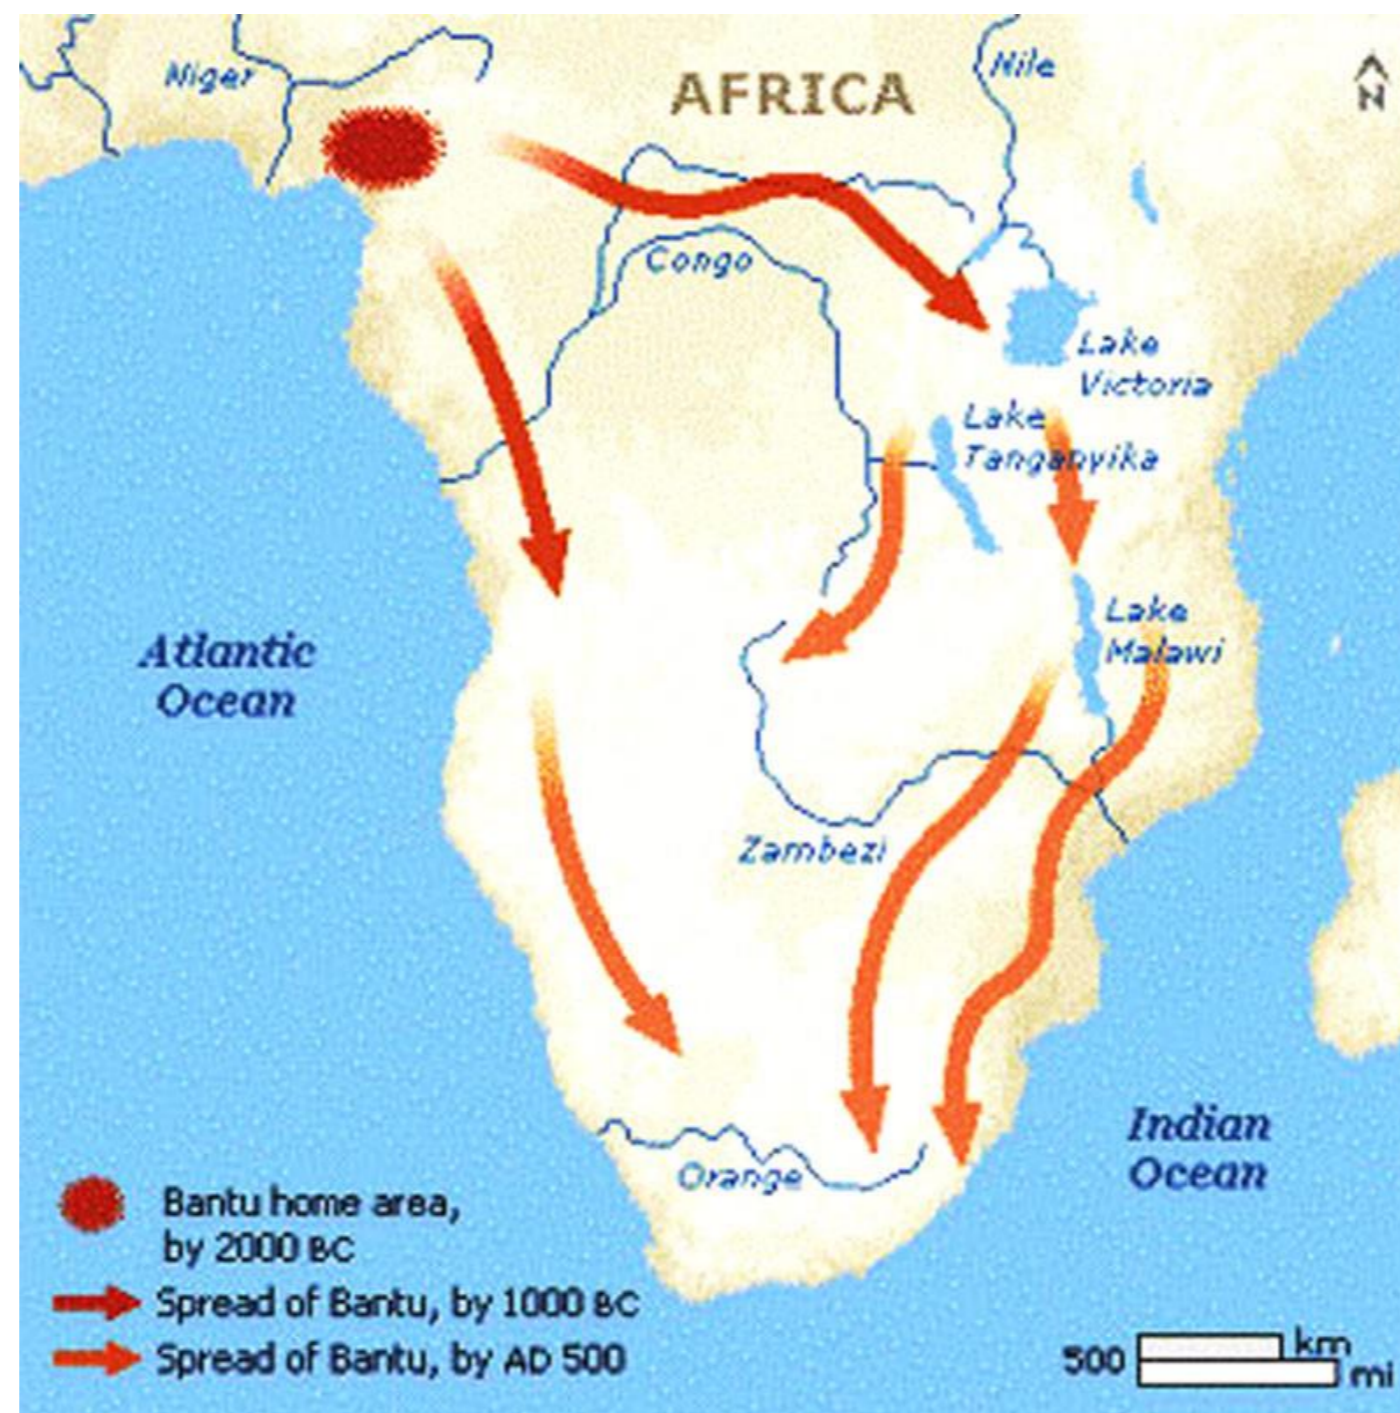 Niger
AFRICA
Nile
N
Congo
Lake
Victoria
Lake
Tanganyika
Lake
Malawi
Atlantic
Ocean
Zambezi
Indian
Ocean
Orange
Bantu home area,
by 2000 BC
Spread of Bantu, by 1000 BC
Spread of Bantu, by AD 500
500 km
mi